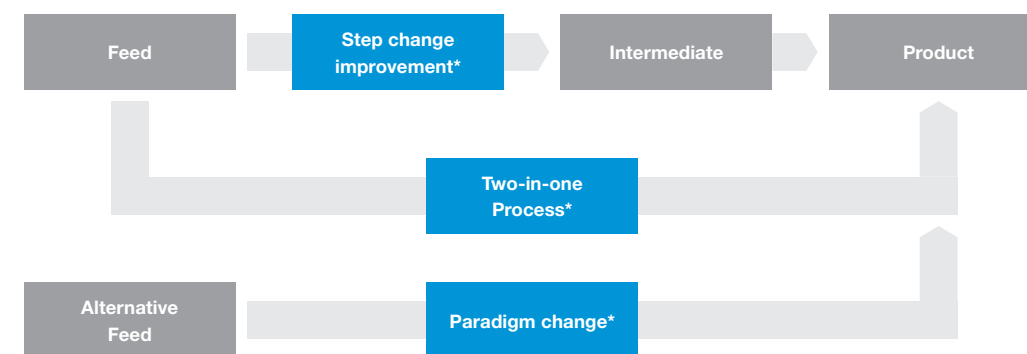 Feed
Step change
improvement*
Intermediate
Product
Two-in-one
Process*
Alternative
Feed
Paradigm change*